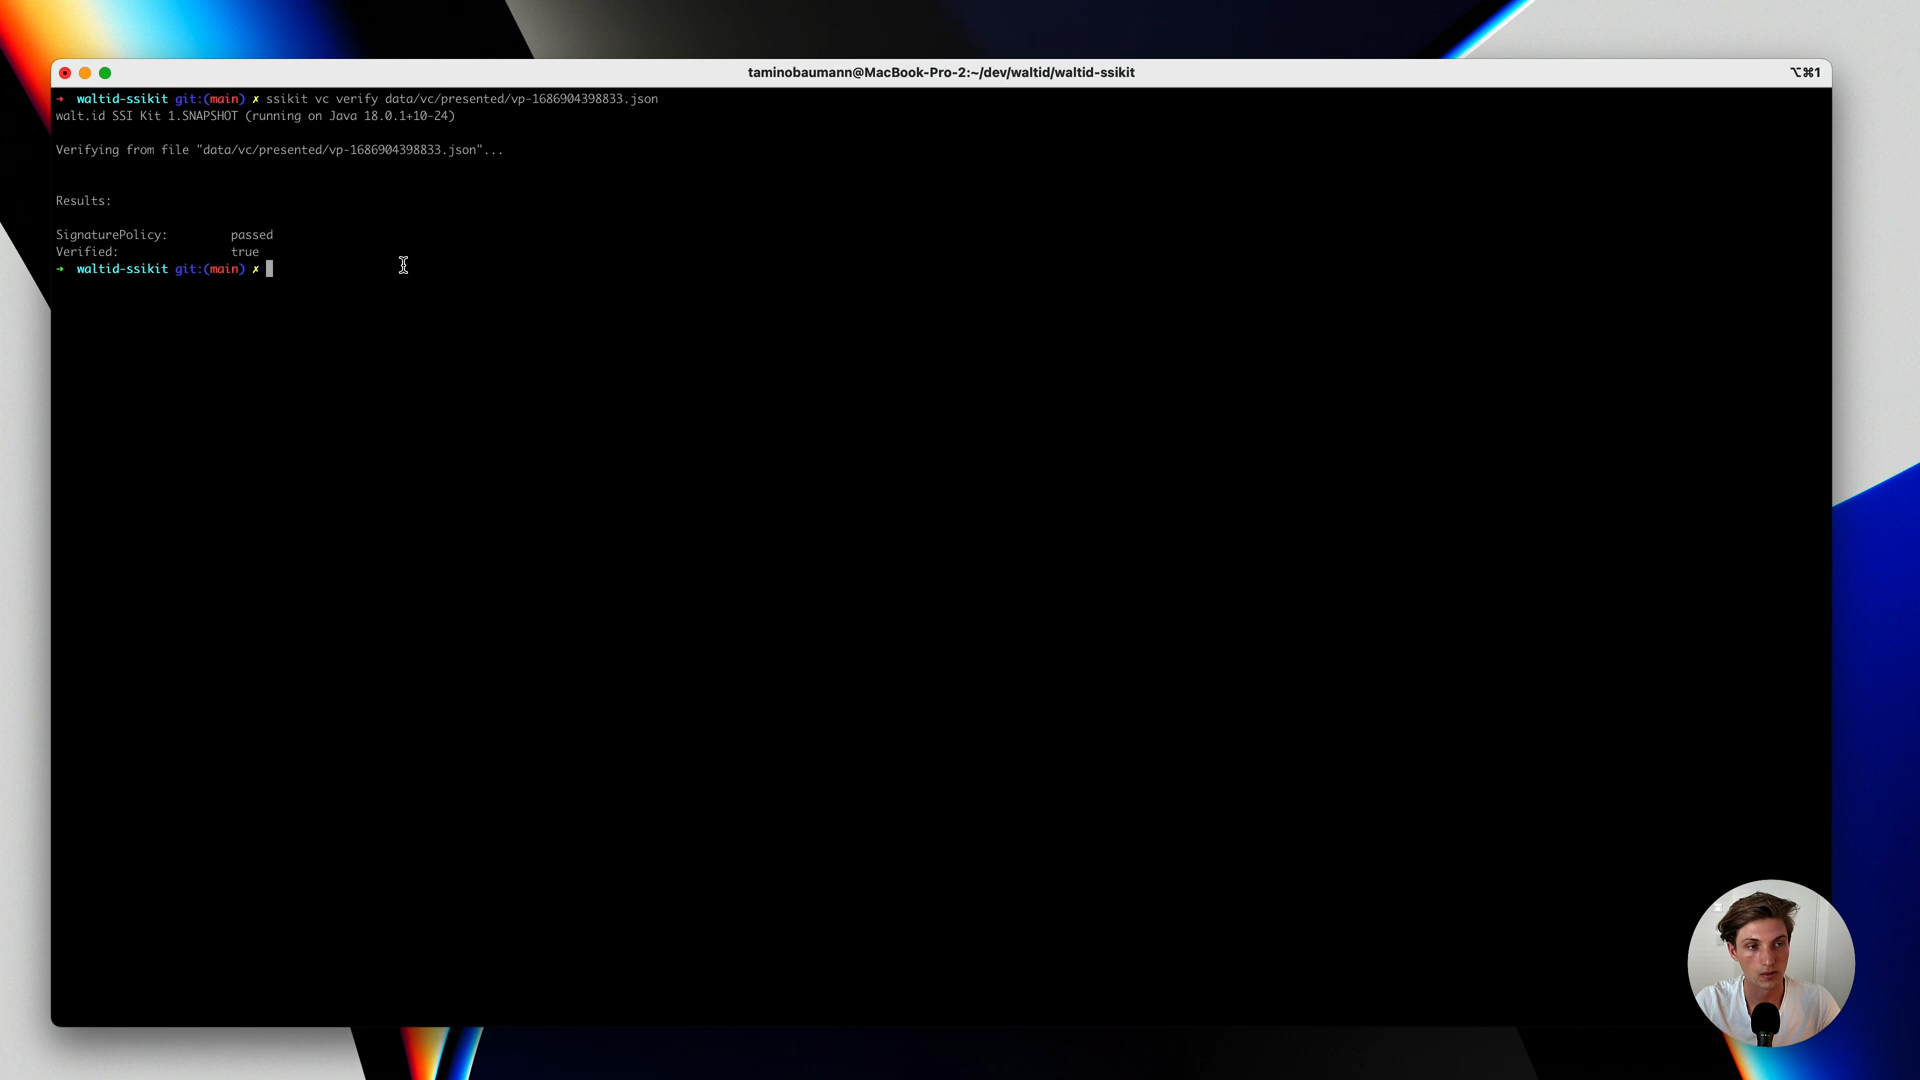 taminobaumann@MacBook-Pro-2:~/dev/waltid/waltid-ssikit
⌥⌘1
➜ waltid-ssikit git:(main) ✗ ssikit vc verify data/vc/presented/vp-1686904398833.json
walt.id SSI Kit 1.SNAPSHOT (running on Java 18.0.1+10-24)
Verifying from file "data/vc/presented/vp-1686904398833.json"...
Results:
SignaturePolicy: passed
Verified: true
➜ waltid-ssikit git:(main) ✗